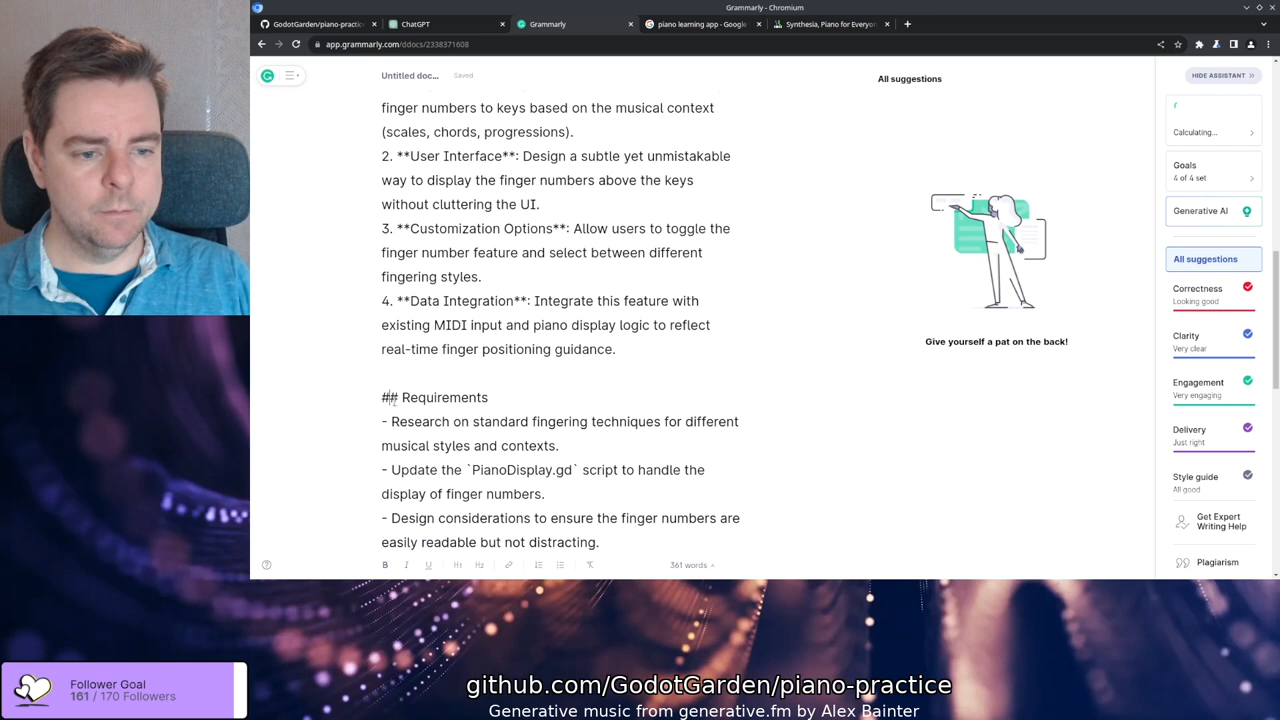 Grammarly - Chromium
GodotGarden/piano-practic
ChatGPT
Grammarly
piano learning app - Google
Synthesia, Piano for Everyon
app.grammarly.com/ddocs/2338371608
Untitled doc...
Saved
All suggestions
HIDE ASSISTANT
finger numbers to keys based on the musical context
(scales, chords, progressions).
2. **User Interface**: Design a subtle yet unmistakable
way to display the finger numbers above the keys
without cluttering the UI.
3. **Customization Options**: Allow users to toggle the
finger number feature and select between different
fingering styles.
4. **Data Integration**: Integrate this feature with
existing MIDI input and piano display logic to reflect
real-time finger positioning guidance.
## Requirements
- Research on standard fingering techniques for different
musical styles and contexts.
- Update the `PianoDisplay.gd` script to handle the
display of finger numbers.
- Design considerations to ensure the finger numbers are
easily readable but not distracting.
B I U H1 H2
361 words
Give yourself a pat on the back!
Calculating...
Goals
4 of 4 set
Generative AI
All suggestions
Correctness
Looking good
Clarity
Very clear
Engagement
Very engaging
Delivery
Just right
Style guide
All good
Get Expert
Writing Help
Plagiarism
Follower Goal
161 / 170 Followers
github.com/GodotGarden/piano-practice
Generative music from generative.fm by Alex Bainter